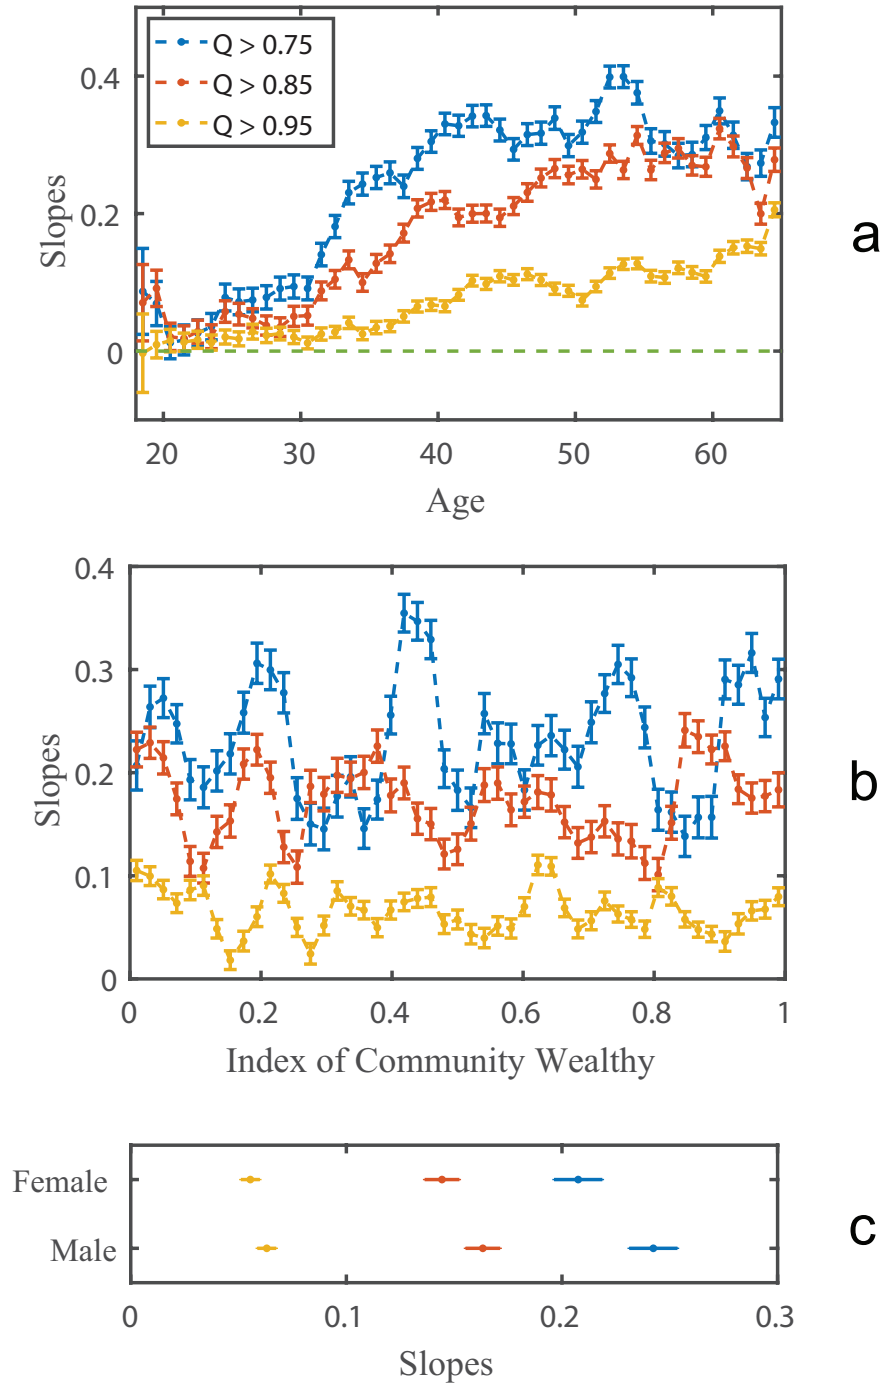 Q > 0.75
Q > 0.85
Q > 0.95
0.4
0.2
0
Slopes
20 30 40 50 60
Age
a
0.4
0.3
0.2
0.1
0
Slopes
0 0.2 0.4 0.6 0.8 1
Index of Community Wealthy
b
Female
Male
0 0.1 0.2 0.3
Slopes
c